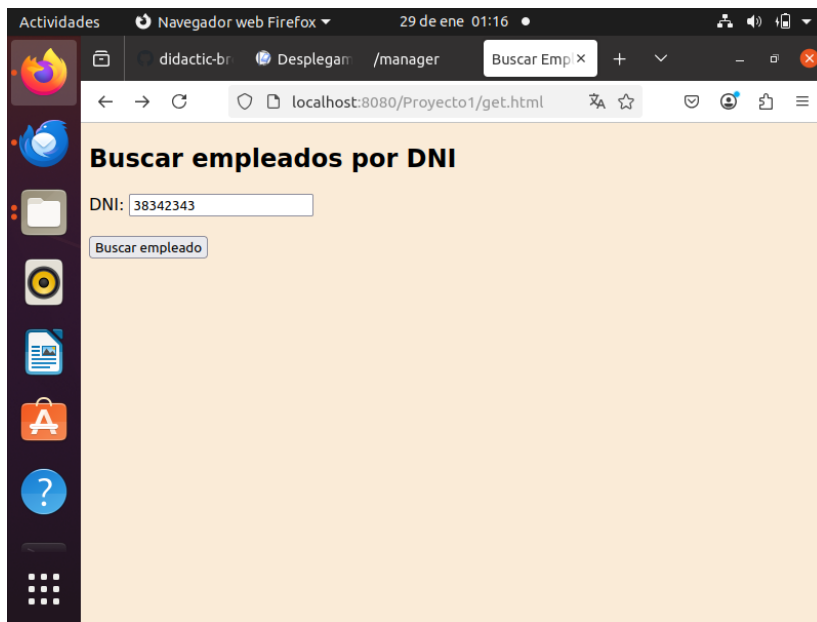 Actividades Navegador web Firefox 29 de ene 01:16
didactic-br Desplegam /manager Buscar Empl
localhost:8080/Proyecto1/get.html
Buscar empleados por DNI
DNI: 38342343
Buscar empleado